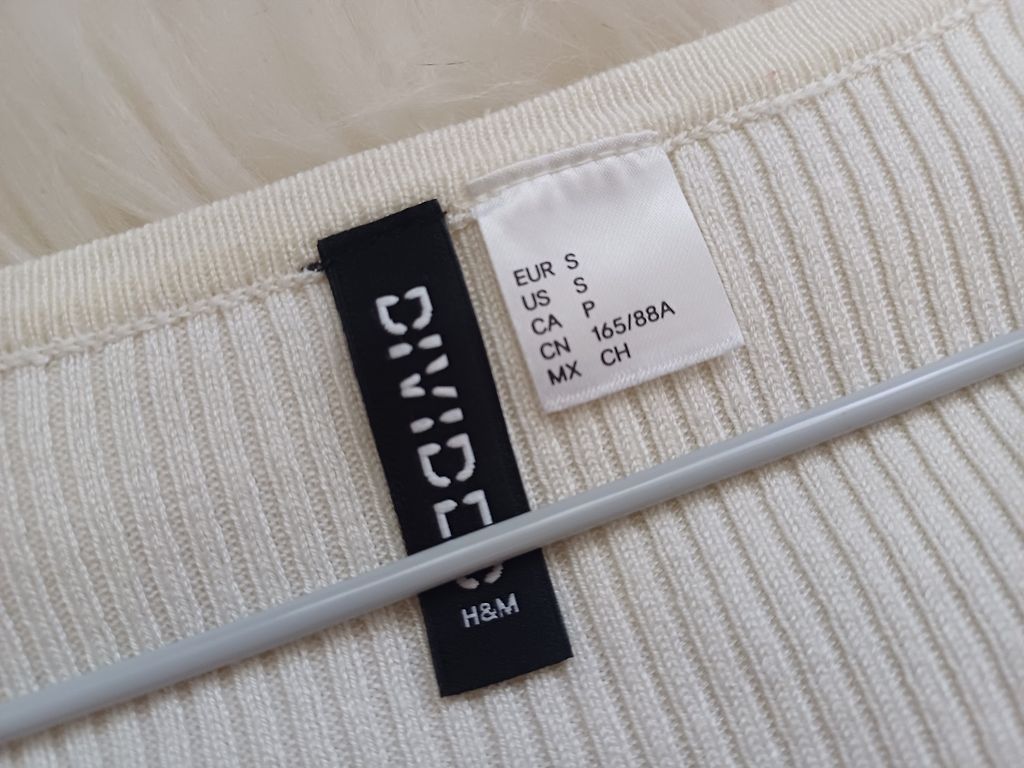 DIVIDED
H&M
EUR S
US S
CA P
CN 165/88A
MX CH